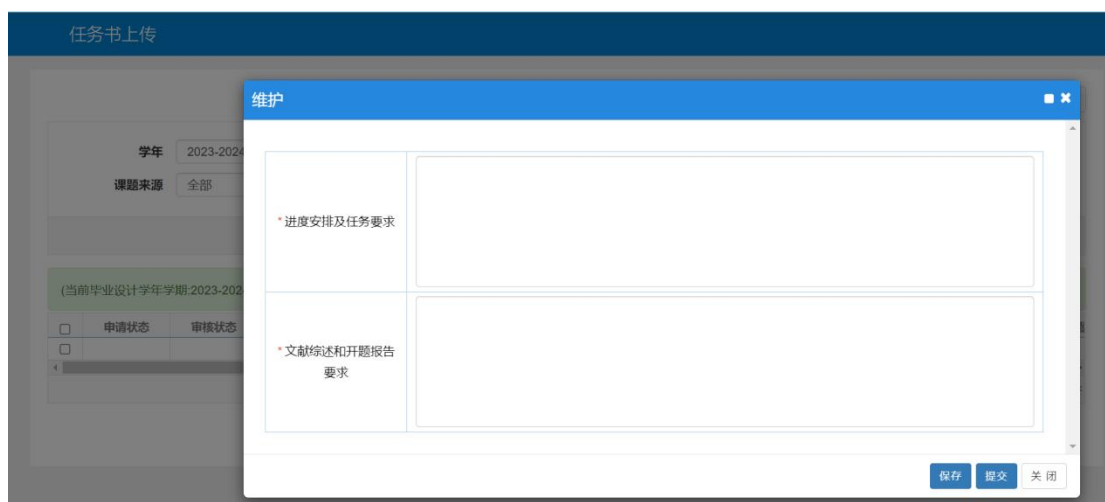 任务书上传
维护
学年 2023-2024
课题来源 全部
*进度安排及任务要求
(当前毕业设计学年学期:2023-202
申请状态 审核状态
*文献综述和开题报告
要求
保存 提交 关闭